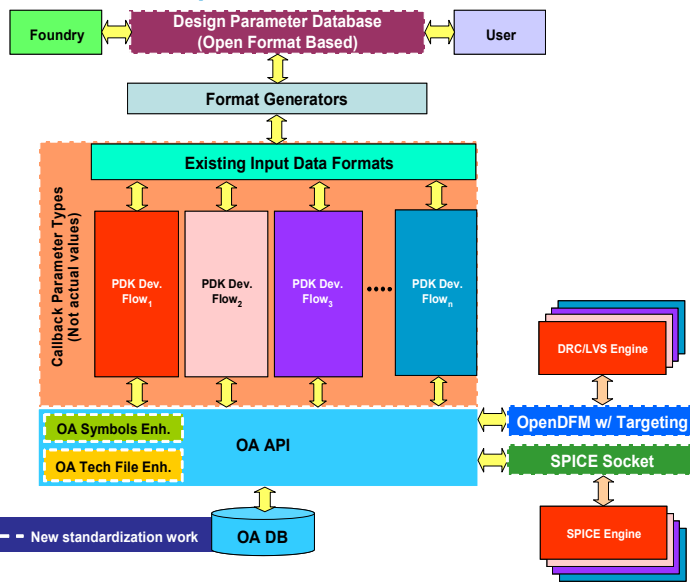 Foundry
Design Parameter Database
(Open Format Based)
User
Format Generators
Existing Input Data Formats
Callback Parameter Types
(Not actual values)
PDK Dev.
Flow1
PDK Dev.
Flow2
PDK Dev.
Flow3
PDK Dev.
Flown
DRC/LVS Engine
OA Symbols Enh.
OA Tech File Enh.
OA API
OpenDFM w/ Targeting
SPICE Socket
New standardization work
OA DB
SPICE Engine